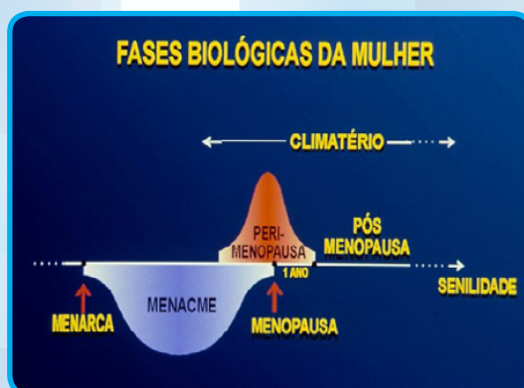 FASES BIOLÓGICAS DA MULHER
CLIMATÉRIO
PERI-
MENOPAUSA
PÓS
MENOPAUSA
1 ANO
SENILIDADE
MENACME
MENARCA
MENOPAUSA